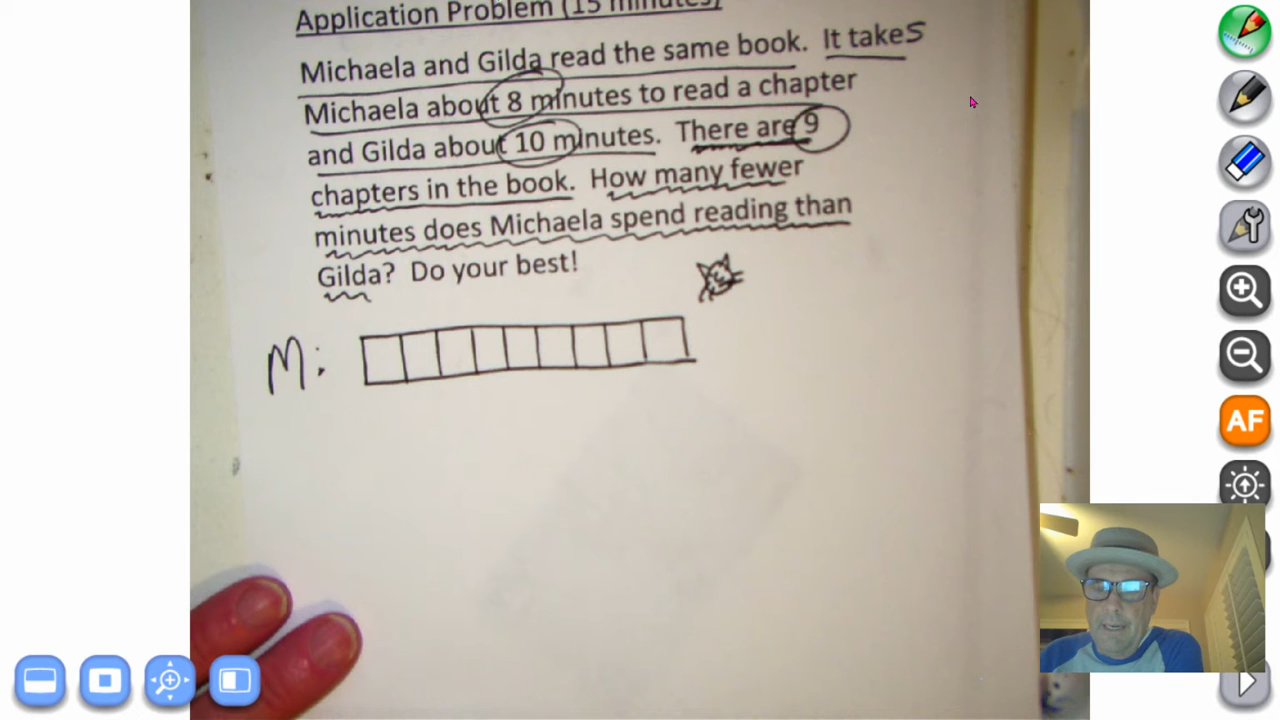 Application Problem (15 minutes)
Michaela and Gilda read the same book. It takes
Michaela about 8 minutes to read a chapter
and Gilda about 10 minutes. There are 9
chapters in the book. How many fewer
minutes does Michaela spend reading than
Gilda? Do your best!
M:
AF